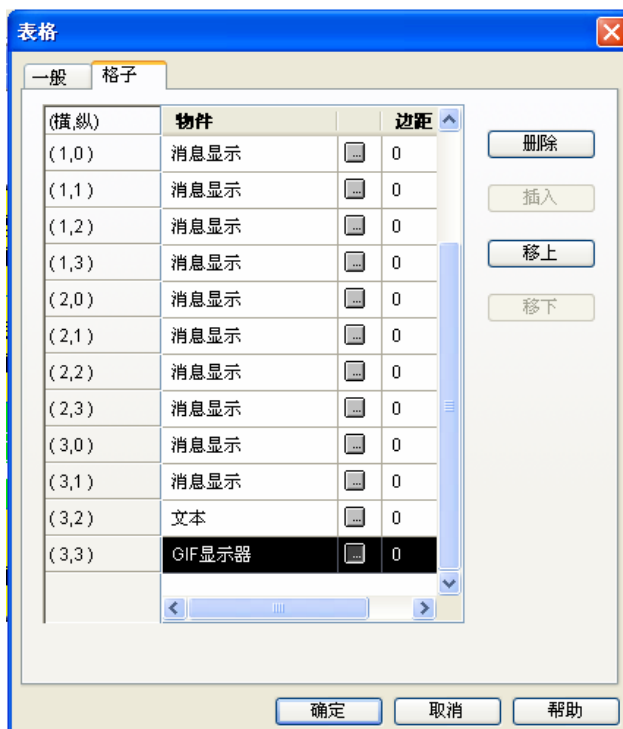 表格
一般 格子
(横,纵) 物件 边距
(1,0) 消息显示 ... 0
(1,1) 消息显示 ... 0
(1,2) 消息显示 ... 0
(1,3) 消息显示 ... 0
(2,0) 消息显示 ... 0
(2,1) 消息显示 ... 0
(2,2) 消息显示 ... 0
(2,3) 消息显示 ... 0
(3,0) 消息显示 ... 0
(3,1) 消息显示 ... 0
(3,2) 文本 ... 0
(3,3) GIF显示器 ... 0
删除
插入
移上
移下
确定 取消 帮助